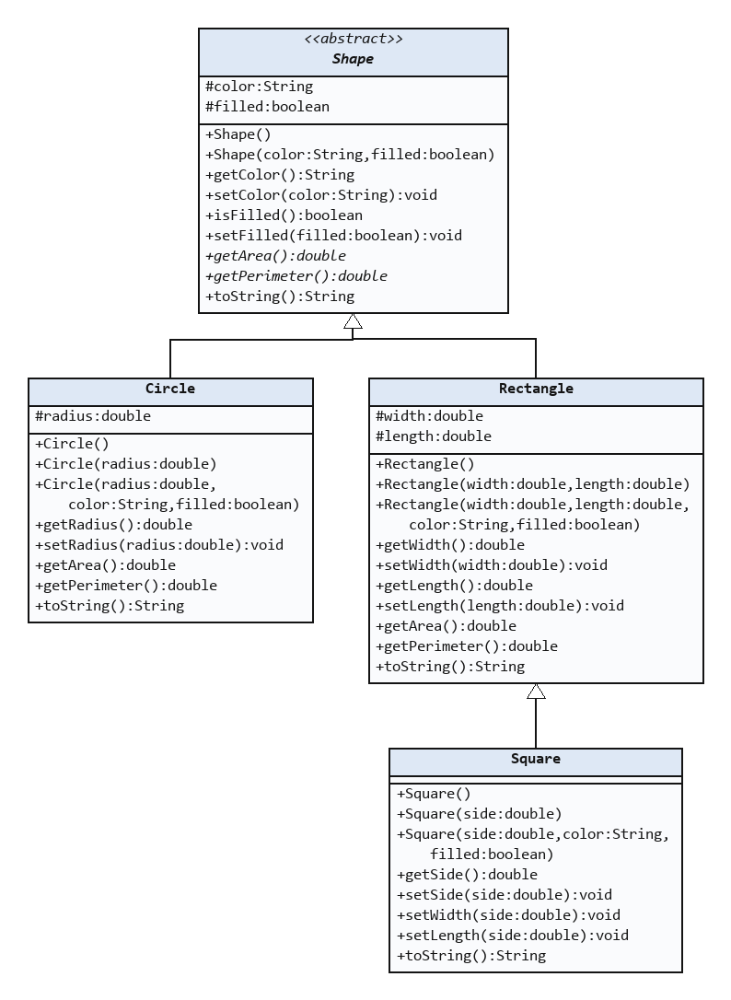 <<abstract>>
Shape
#color:String
#filled:boolean
+Shape()
+Shape(color:String,filled:boolean)
+getColor():String
+setColor(color:String):void
+isFilled():boolean
+setFilled(filled:boolean):void
+getArea():double
+getPerimeter():double
+toString():String
Circle
#radius:double
+Circle()
+Circle(radius:double)
+Circle(radius:double,
color:String,filled:boolean)
+getRadius():double
+setRadius(radius:double):void
+getArea():double
+getPerimeter():double
+toString():String
Rectangle
#width:double
#length:double
+Rectangle()
+Rectangle(width:double,length:double)
+Rectangle(width:double,length:double,
color:String,filled:boolean)
+getWidth():double
+setWidth(width:double):void
+getLength():double
+setLength(length:double):void
+getArea():double
+getPerimeter():double
+toString():String
Square
+Square()
+Square(side:double)
+Square(side:double,color:String,
filled:boolean)
+getSide():double
+setSide(side:double):void
+setWidth(side:double):void
+setLength(side:double):void
+toString():String